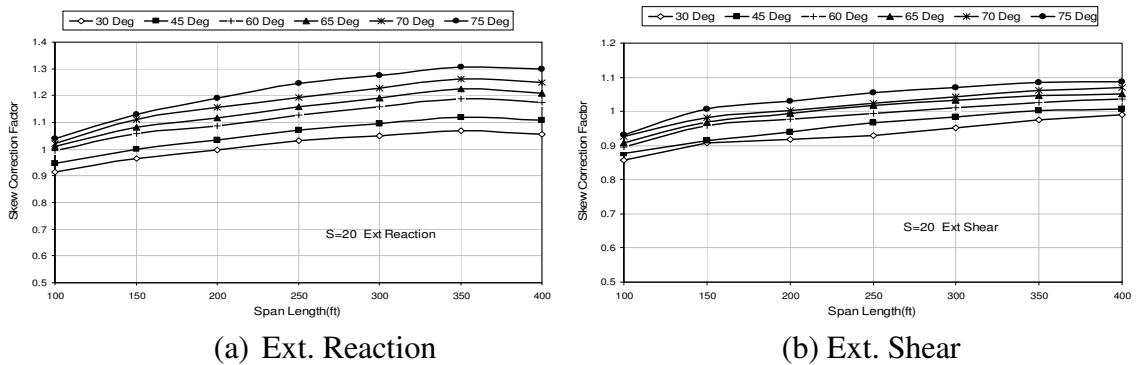 30 Deg 45 Deg 60 Deg 65 Deg 70 Deg 75 Deg
1.4
1.3
1.2
1.1
1
0.9
0.8
0.7
0.6
0.5
Skew Correction Factor
S=20 Ext Reaction
100 150 200 250 300 350 400
Span Length(ft)
(a) Ext. Reaction
30 Deg 45 Deg 60 Deg 65 Deg 70 Deg 75 Deg
1.2
1.1
1
0.9
0.8
0.7
0.6
0.5
Skew Correction Factor
S=20 Ext Shear
100 150 200 250 300 350 400
Span Length(ft)
(b) Ext. Shear